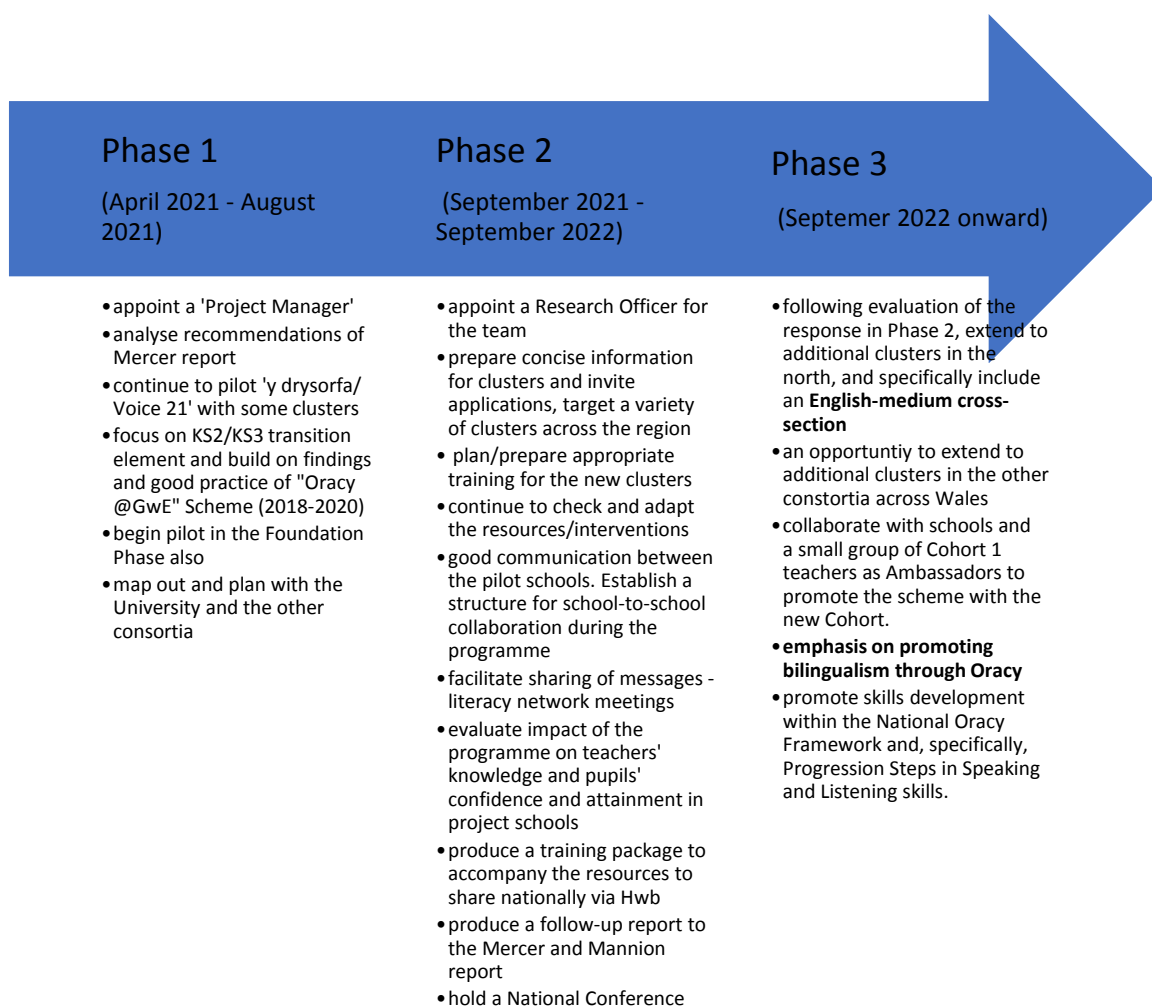 Phase 1
(April 2021 - August
2021)
•appoint a 'Project Manager'
•analyse recommendations of
Mercer report
•continue to pilot 'y drysorfa/
Voice 21' with some clusters
•focus on KS2/KS3 transition
element and build on findings
and good practice of "Oracy
@GwE" Scheme (2018-2020)
•begin pilot in the Foundation
Phase also
•map out and plan with the
University and the other
consortia
Phase 2
(September 2021 -
September 2022)
•appoint a Research Officer for
the team
•prepare concise information
for clusters and invite
applications, target a variety
of clusters across the region
• plan/prepare appropriate
training for the new clusters
•continue to check and adapt
the resources/interventions
•good communication between
the pilot schools. Establish a
structure for school-to-school
collaboration during the
programme
•facilitate sharing of messages -
literacy network meetings
•evaluate impact of the
programme on teachers'
knowledge and pupils'
confidence and attainment in
project schools
•produce a training package to
accompany the resources to
share nationally via Hwb
•produce a follow-up report to
the Mercer and Mannion
report
•hold a National Conference
Phase 3
(Septemer 2022 onward)
•following evaluation of the
response in Phase 2, extend to
additional clusters in the
north, and specifically include
an English-medium cross-
section
•an opportuntiy to extend to
additional clusters in the other
constortia across Wales
•collaborate with schools and
a small group of Cohort 1
teachers as Ambassadors to
promote the scheme with the
new Cohort.
•emphasis on promoting
bilingualism through Oracy
•promote skills development
within the National Oracy
Framework and, specifically,
Progression Steps in Speaking
and Listening skills.